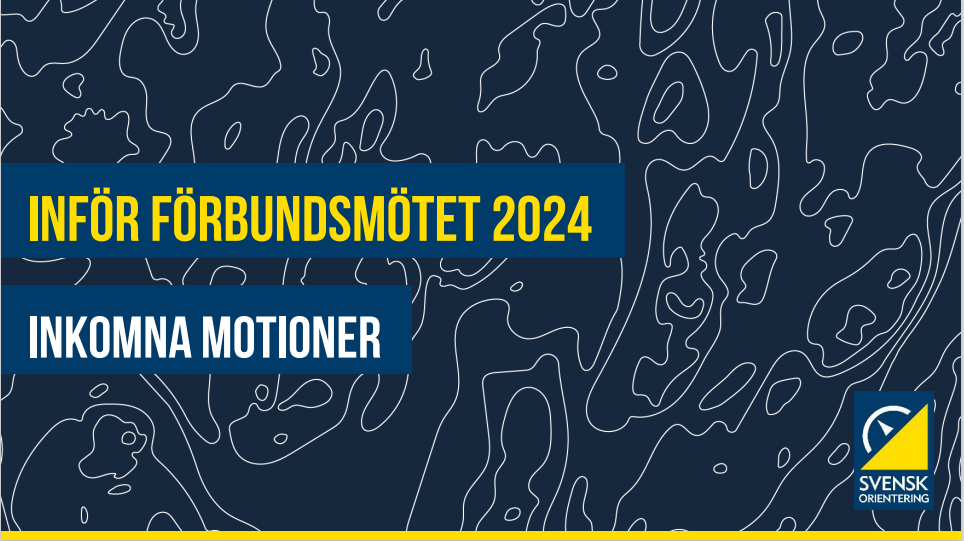 INFÖR FÖRBUNDSMÖTET 2024
INKOMNA MOTIONER
SVENSK
ORIENTERING